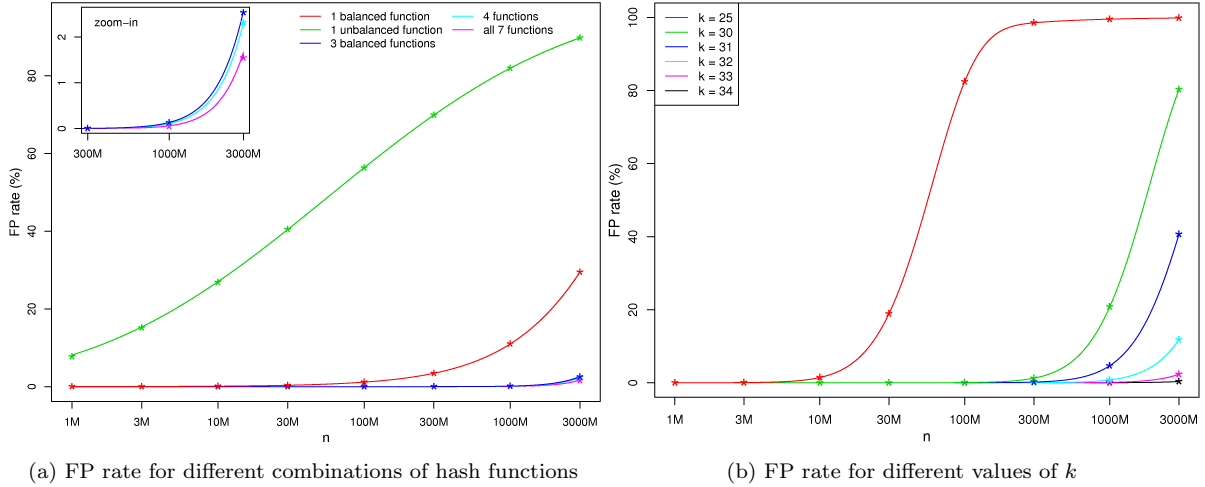 zoom−in
0
1
2
300M
1000M
3000M
1 balanced function
1 unbalanced function
3 balanced functions
4 functions
all 7 functions
FP rate (%)
0
20
40
60
80
1M
3M
10M
30M
100M
300M
1000M
3000M
n
(a) FP rate for different combinations of hash functions
k = 25
k = 30
k = 31
k = 32
k = 33
k = 34
FP rate (%)
0
20
40
60
80
100
1M
3M
10M
30M
100M
300M
1000M
3000M
n
(b) FP rate for different values of k